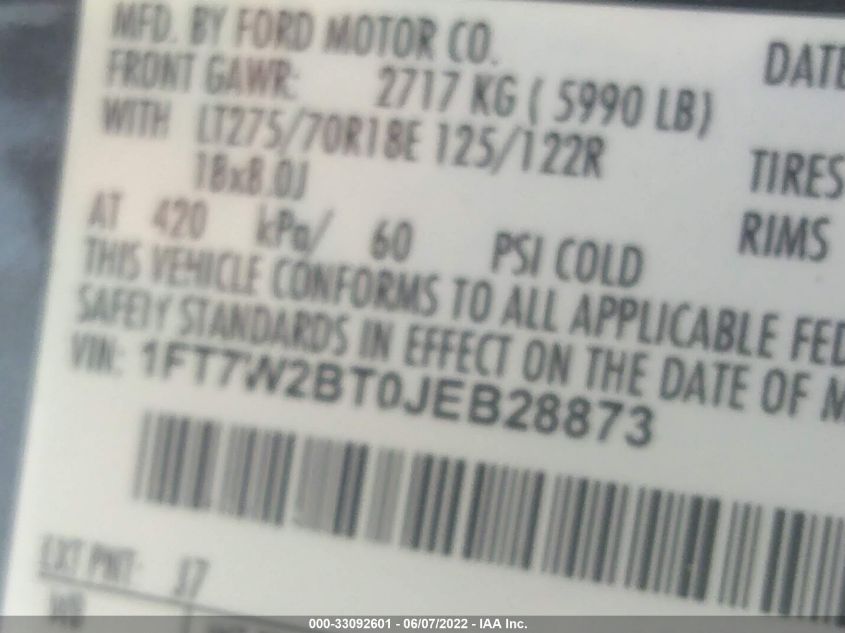 MFD. BY FORD MOTOR CO.
DATE
FRONT GAWR: 2717 KG ( 5990 LB)
WITH LT275/70R18E 125/122R
TIRES
18x8.0J
RIMS
AT 420 kPa/ 60 PSI COLD
THIS VEHICLE CONFORMS TO ALL APPLICABLE FED
SAFETY STANDARDS IN EFFECT ON THE DATE OF M
VIN: 1FT7W2BT0JEB28873
EXT PNT: J7
WB
000-33092601 - 06/07/2022 - IAA Inc.